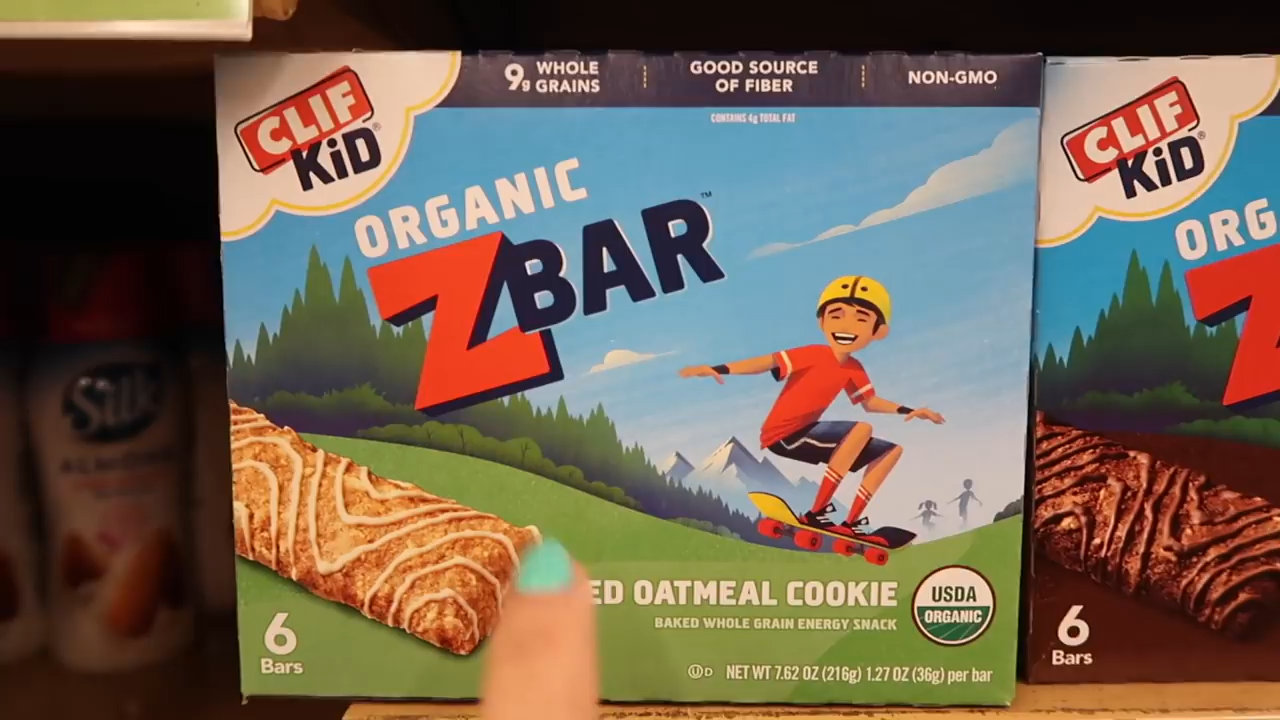 CLIF
KiD®
9g WHOLE
GRAINS
GOOD SOURCE
OF FIBER
NON-GMO
CONTAINS 4g TOTAL FAT
ORGANIC
ZBAR™
ED OATMEAL COOKIE
BAKED WHOLE GRAIN ENERGY SNACK
USDA
ORGANIC
6
Bars
NET WT 7.62 OZ (216g) 1.27 OZ (36g) per bar
CLIF
KiD®
ORG
Z
6
Bars
Silk